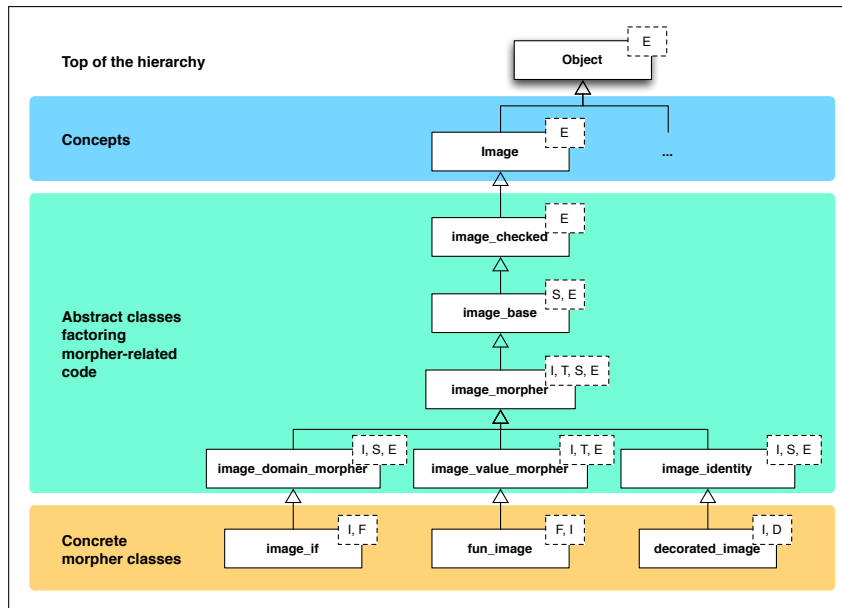 E
Top of the hierarchy
Object
E
Concepts
Image
...
E
image_checked
S, E
image_base
Abstract classes
factoring
morpher-related
code
I, T, S, E
image_morpher
I, S, E
I, T, E
I, S, E
image_domain_morpher
image_value_morpher
image_identity
I, F
F, I
I, D
Concrete
morpher classes
image_if
fun_image
decorated_image